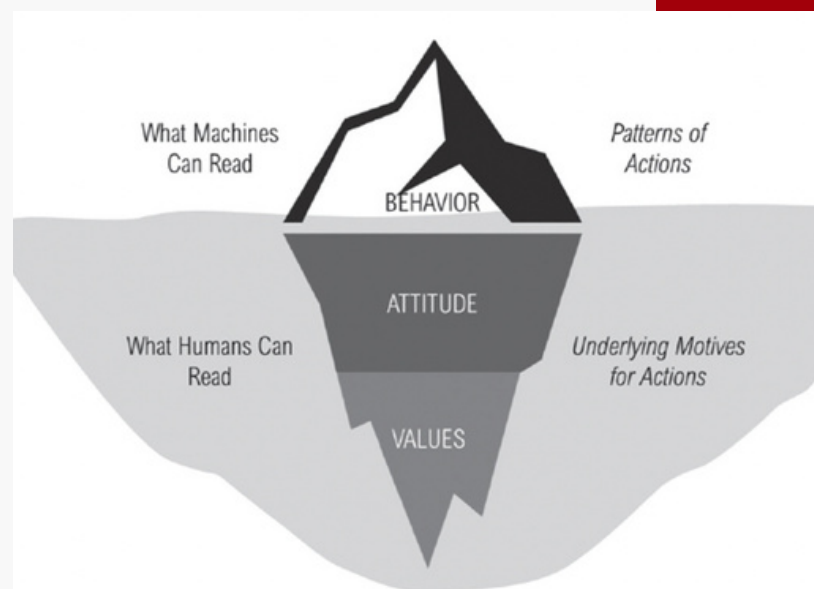 What Machines
Can Read
Patterns of
Actions
BEHAVIOR
ATTITUDE
What Humans Can
Read
Underlying Motives
for Actions
VALUES